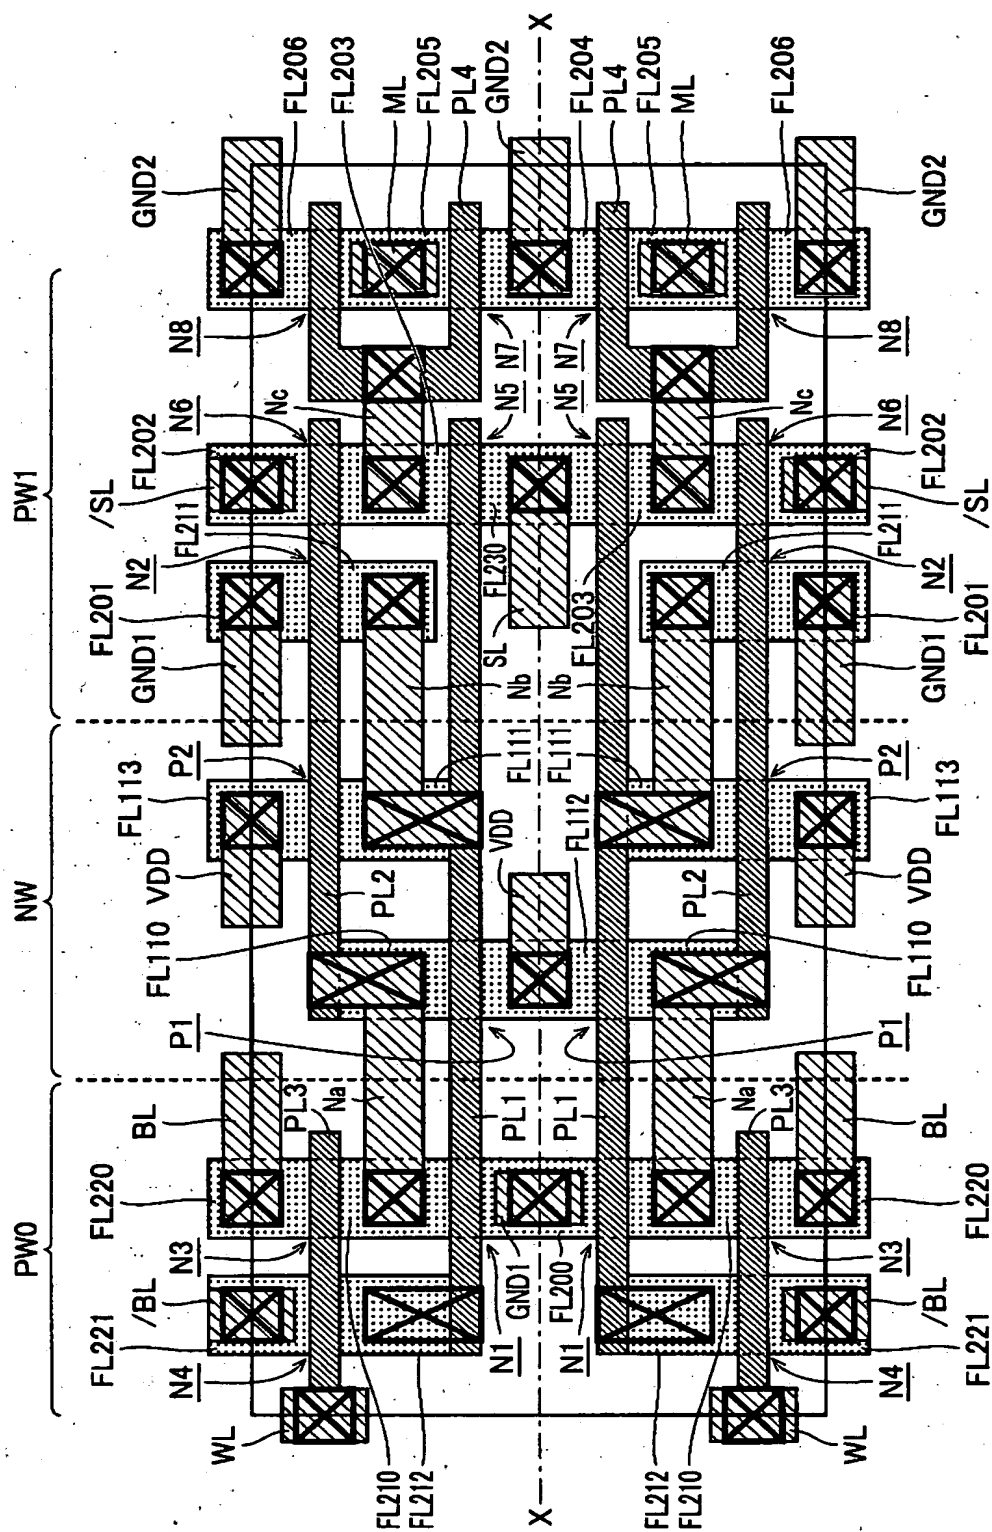 PW0
NW
PW1
/BL
FL220
BL
FL113
GND1
FL201
/SL
GND2
FL221
FL110
VDD
FL202
N4
N3
P1
P2
N2
FL211
N6
N8
WL
PL3
Nc
FL206
Na
FL203
PL2
ML
FL210
FL212
FL205
PL4
SL
VDD
GND2
N1
GND1
PL1
FL111
Nb
FL230
N5
N7
X
X
N1
FL200
PL1
P1
FL112
FL111
Nb
FL203
N5
N7
FL204
PL4
FL212
FL205
FL210
ML
PL2
Na
Nc
PL3
FL206
WL
N4
N3
FL110
VDD
P2
N2
FL211
N6
N8
FL221
/BL
FL220
BL
FL113
GND1
FL201
FL202
/SL
GND2